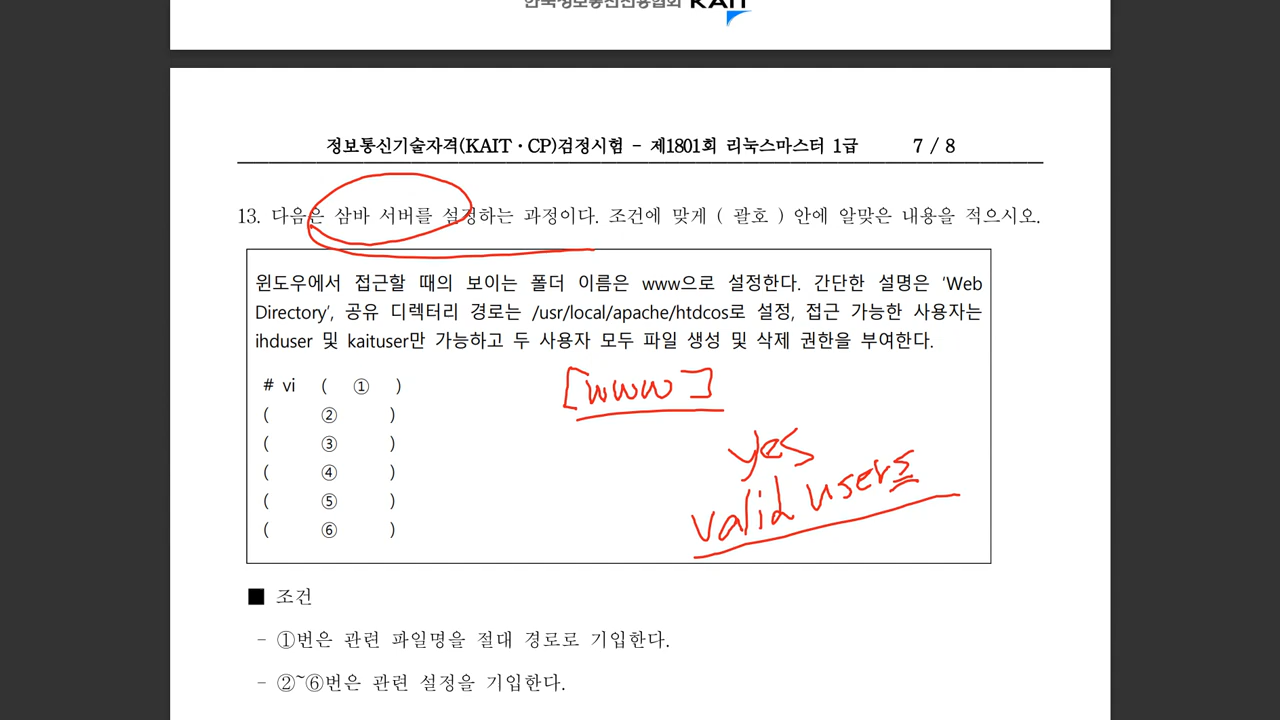 한국정보통신진흥협회 KAIT
정보통신기술자격(KAIT·CP)검정시험 - 제1801회 리눅스마스터 1급 7 / 8
13. 다음은 삼바 서버를 설정하는 과정이다. 조건에 맞게 ( 괄호 ) 안에 알맞은 내용을 적으시오.
윈도우에서 접근할 때의 보이는 폴더 이름은 www으로 설정한다. 간단한 설명은 ‘Web
Directory’, 공유 디렉터리 경로는 /usr/local/apache/htdcos로 설정, 접근 가능한 사용자는
ihduser 및 kaituser만 가능하고 두 사용자 모두 파일 생성 및 삭제 권한을 부여한다.
# vi ( ① )
[www]
( ② )
( ③ )
yes
( ④ )
valid users
( ⑤ )
( ⑥ )
■ 조건
- ①번은 관련 파일명을 절대 경로로 기입한다.
- ②~⑥번은 관련 설정을 기입한다.